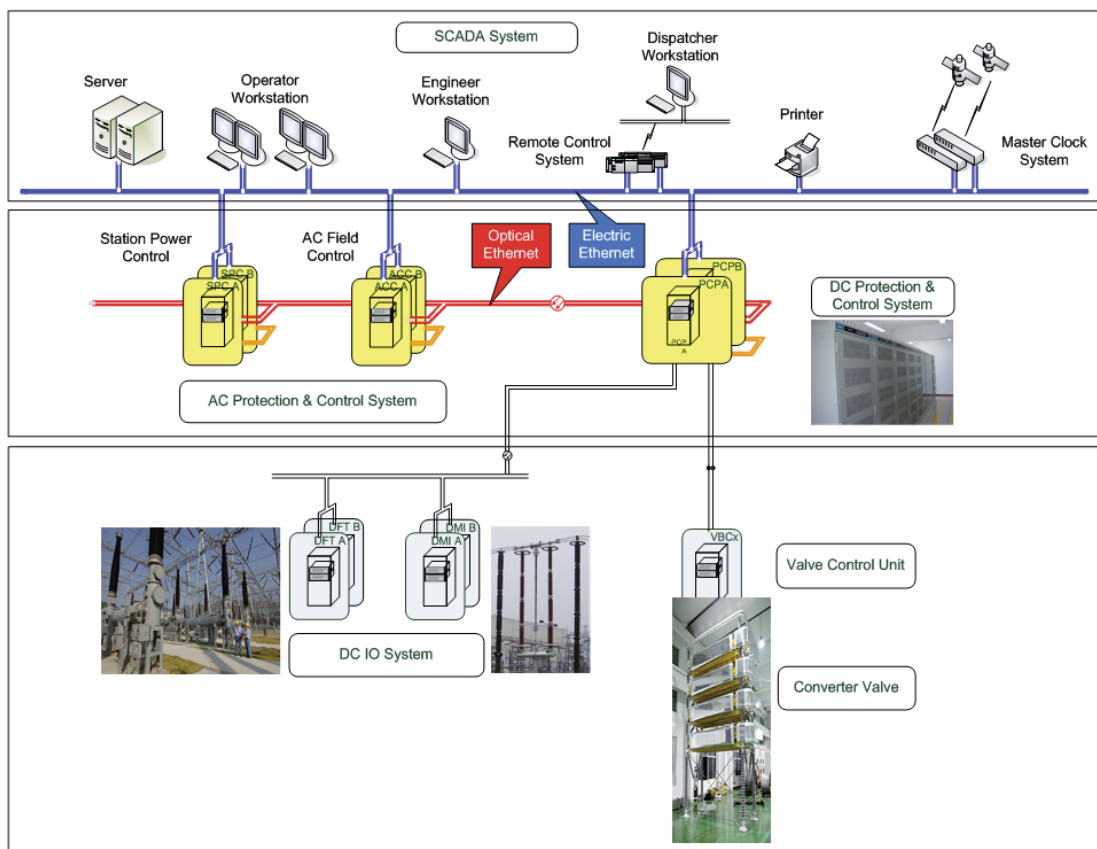 SCADA System
Server
Operator
Workstation
Engineer
Workstation
Dispatcher
Workstation
Remote Control
System
Printer
Master Clock
System
Station Power
Control
AC Field
Control
Optical
Ethernet
Electric
Ethernet
SPC B
SPC A
ACC B
ACC A
PCPB
PCPA
PCP
A
DC Protection &
Control System
AC Protection & Control System
DFT B
DFT A
DMI B
DMI A
VBCx
Valve Control Unit
DC IO System
Converter Valve